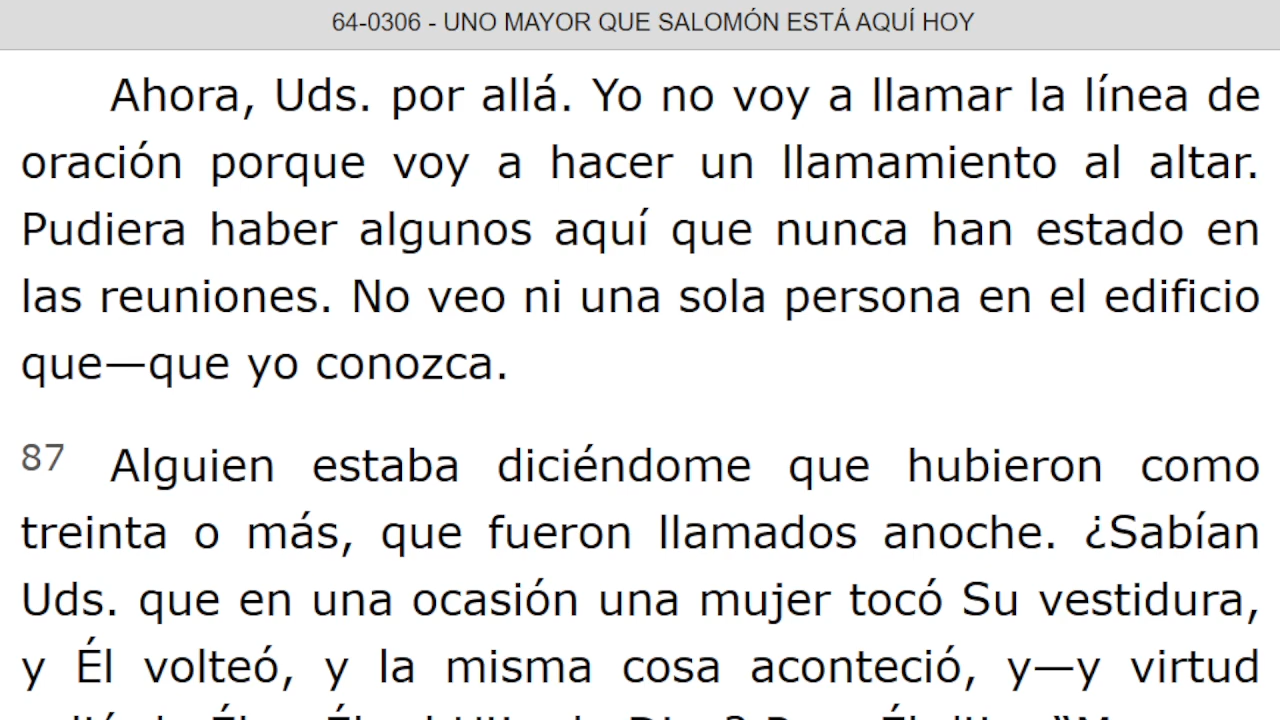 64-0306 - UNO MAYOR QUE SALOMÓN ESTÁ AQUÍ HOY
Ahora, Uds. por allá. Yo no voy a llamar la línea de
oración porque voy a hacer un llamamiento al altar.
Pudiera haber algunos aquí que nunca han estado en
las reuniones. No veo ni una sola persona en el edificio
que—que yo conozca.
87 Alguien estaba diciéndome que hubieron como
treinta o más, que fueron llamados anoche. ¿Sabían
Uds. que en una ocasión una mujer tocó Su vestidura,
y Él volteó, y la misma cosa aconteció, y—y virtud